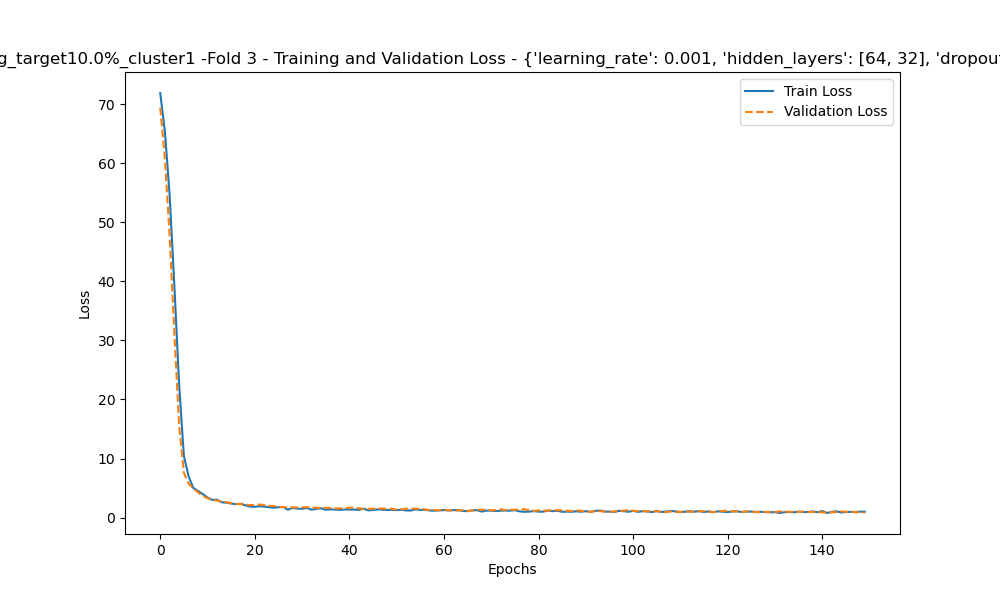 g_target10.0%_cluster1 -Fold 3 - Training and Validation Loss - {'learning_rate': 0.001, 'hidden_layers': [64, 32], 'dropout
Train Loss
Validation Loss
70
60
50
40
30
20
10
0
Loss
0 20 40 60 80 100 120 140
Epochs